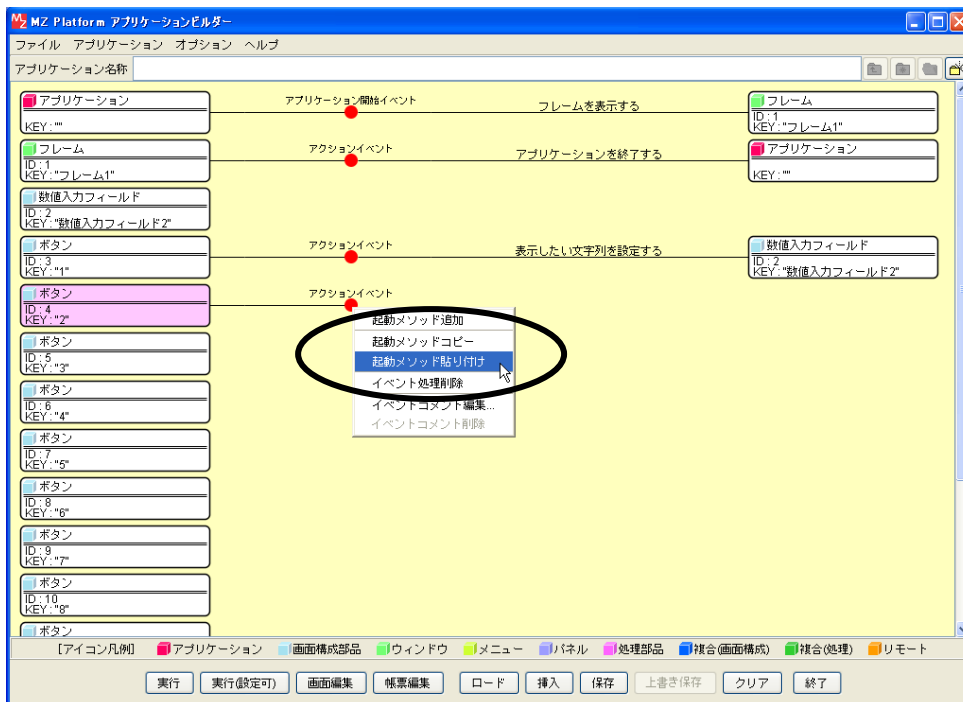 MZ Platform アプリケーションビルダー
ファイル アプリケーション オプション ヘルプ
アプリケーション名称
アプリケーション
KEY:""
アプリケーション開始イベント
フレームを表示する
フレーム
ID:1
KEY:"フレーム1"
フレーム
ID:1
KEY:"フレーム1"
アクションイベント
アプリケーションを終了する
アプリケーション
KEY:""
数値入力フィールド
ID:2
KEY:"数値入力フィールド2"
ボタン
ID:3
KEY:"1"
アクションイベント
表示したい文字列を設定する
数値入力フィールド
ID:2
KEY:"数値入力フィールド2"
ボタン
ID:4
KEY:"2"
アクションイベント
起動メソッド追加
起動メソッドコピー
起動メソッド貼り付け
イベント処理削除
イベントコメント編集...
イベントコメント削除
ボタン
ID:5
KEY:"3"
ボタン
ID:6
KEY:"4"
ボタン
ID:7
KEY:"5"
ボタン
ID:8
KEY:"6"
ボタン
ID:9
KEY:"7"
ボタン
ID:10
KEY:"8"
ボタン
[アイコン凡例] アプリケーション 画面構成部品 ウィンドウ メニュー パネル 処理部品 複合(画面構成) 複合(処理) リモート
実行 実行(設定可) 画面編集 帳票編集 ロード 挿入 保存 上書き保存 クリア 終了